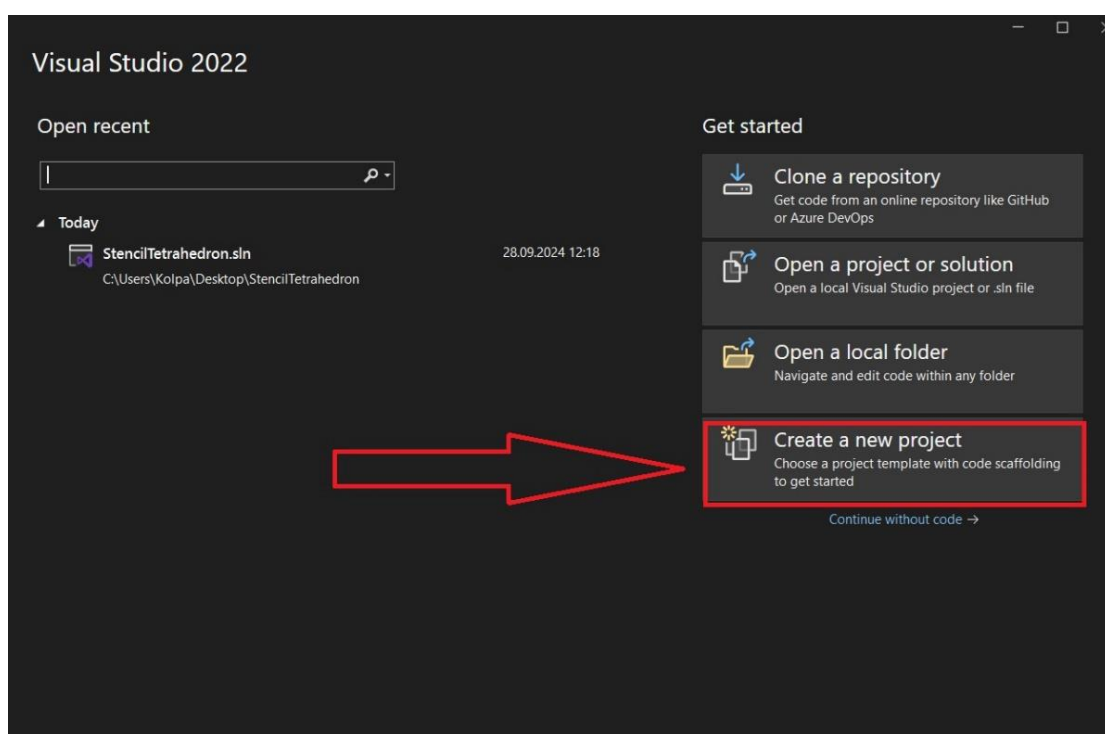 Visual Studio 2022
Open recent
Today
StencilTetrahedron.sln
28.09.2024 12:18
C:\Users\Kolpa\Desktop\StencilTetrahedron
Get started
Clone a repository
Get code from an online repository like GitHub
or Azure DevOps
Open a project or solution
Open a local Visual Studio project or .sln file
Open a local folder
Navigate and edit code within any folder
Create a new project
Choose a project template with code scaffolding
to get started
Continue without code →